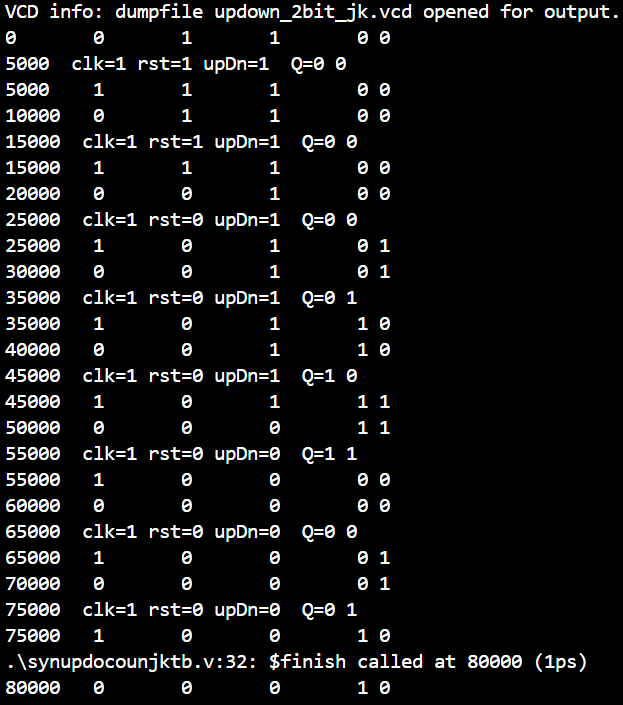 VCD info: dumpfile updown_2bit_jk.vcd opened for output.
0       0       1       1       0 0
5000  clk=1 rst=1 upDn=1  Q=0 0
5000    1       1       1       0 0
10000   0       1       1       0 0
15000  clk=1 rst=1 upDn=1  Q=0 0
15000   1       1       1       0 0
20000   0       0       1       0 0
25000  clk=1 rst=0 upDn=1  Q=0 0
25000   1       0       1       0 1
30000   0       0       1       0 1
35000  clk=1 rst=0 upDn=1  Q=0 1
35000   1       0       1       1 0
40000   0       0       1       1 0
45000  clk=1 rst=0 upDn=1  Q=1 0
45000   1       0       1       1 1
50000   0       0       0       1 1
55000  clk=1 rst=0 upDn=0  Q=1 1
55000   1       0       0       0 0
60000   0       0       0       0 0
65000  clk=1 rst=0 upDn=0  Q=0 0
65000   1       0       0       0 1
70000   0       0       0       0 1
75000  clk=1 rst=0 upDn=0  Q=0 1
75000   1       0       0       1 0
.\synupdocounjktb.v:32: $finish called at 80000 (1ps)
80000   0       0       0       1 0